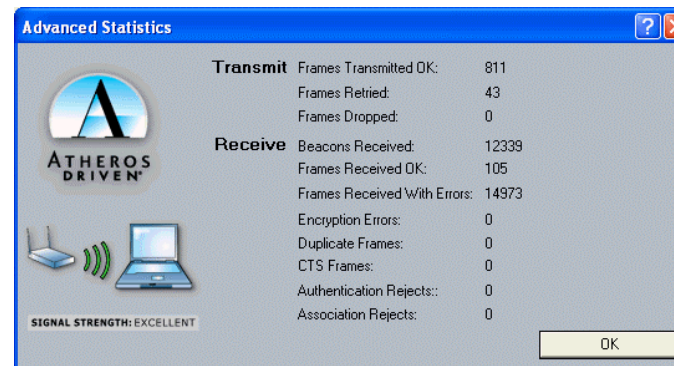 Advanced Statistics
Transmit Frames Transmitted OK: 811
Frames Retried: 43
Frames Dropped: 0
Receive Beacons Received: 12339
Frames Received OK: 105
Frames Received With Errors: 14973
Encryption Errors: 0
Duplicate Frames: 0
CTS Frames: 0
Authentication Rejects:: 0
Association Rejects: 0
ATHEROS
DRIVEN
SIGNAL STRENGTH: EXCELLENT
OK